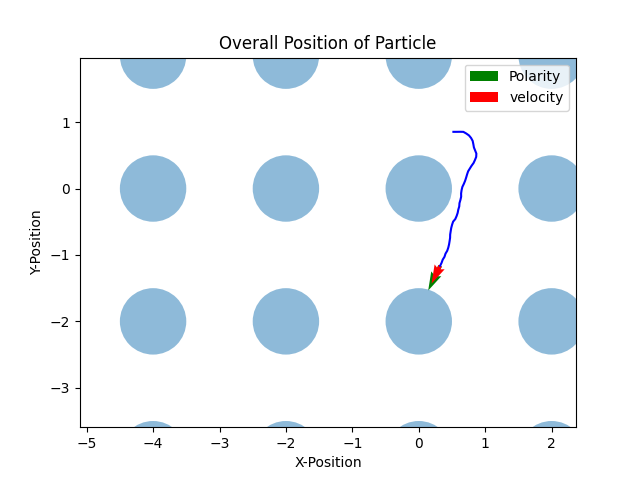 Overall Position of Particle
Polarity
velocity
1
0
−1
−2
−3
Y-Position
−5 −4 −3 −2 −1 0 1 2
X-Position